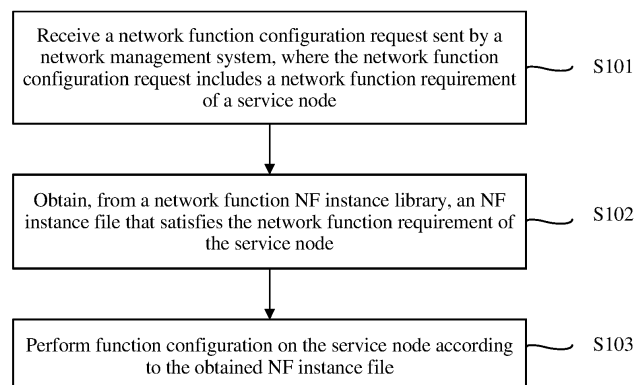 Receive a network function configuration request sent by a
network management system, where the network function
configuration request includes a network function requirement
of a service node
S101
Obtain, from a network function NF instance library, an NF
instance file that satisfies the network function requirement of
the service node
S102
Perform function configuration on the service node according
to the obtained NF instance file
S103